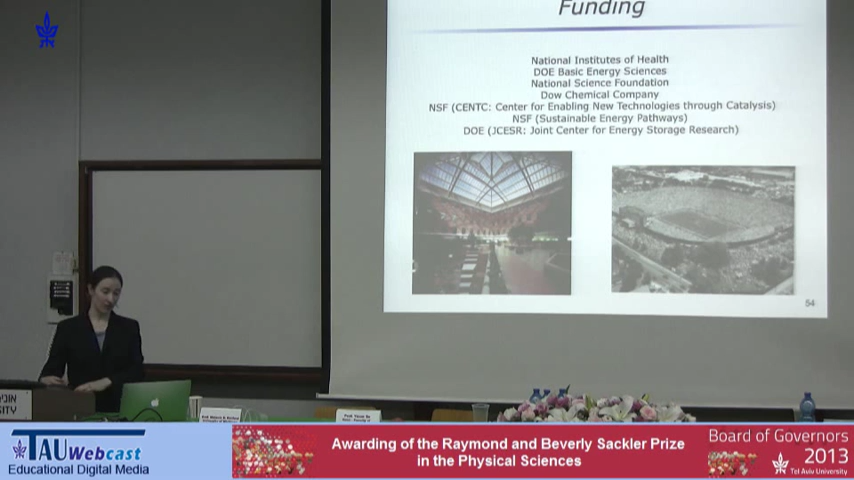 Funding
National Institutes of Health
DOE Basic Energy Sciences
National Science Foundation
Dow Chemical Company
NSF (CENTC: Center for Enabling New Technologies through Catalysis)
NSF (Sustainable Energy Pathways)
DOE (JCESR: Joint Center for Energy Storage Research)
54
TAU Webcast
Educational Digital Media
Awarding of the Raymond and Beverly Sackler Prize
in the Physical Sciences
Board of Governors
2013
Tel Aviv University